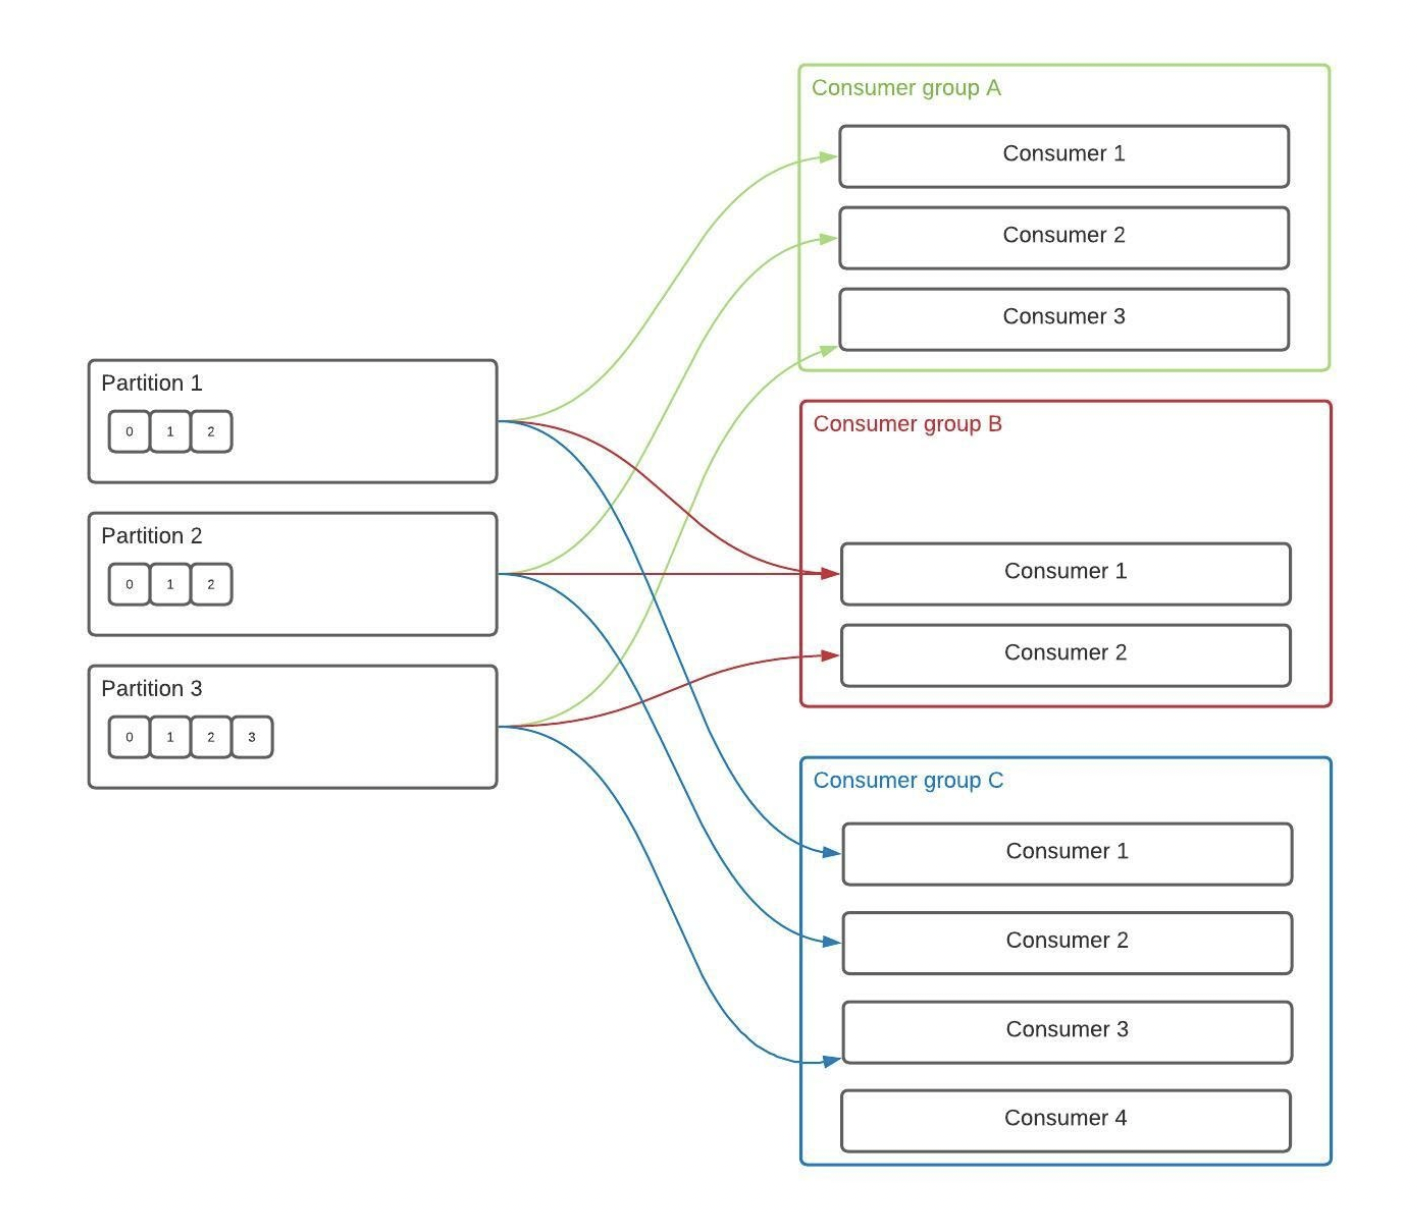 Consumer group A
Consumer 1
Consumer 2
Consumer 3
Partition 1
0 1 2
Partition 2
0 1 2
Partition 3
0 1 2 3
Consumer group B
Consumer 1
Consumer 2
Consumer group C
Consumer 1
Consumer 2
Consumer 3
Consumer 4